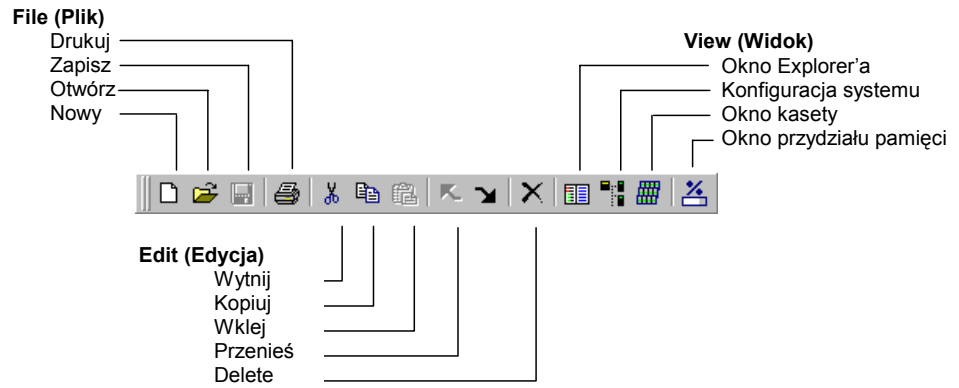 File (Plik)
Drukuj
Zapisz
Otwórz
Nowy
View (Widok)
Okno Explorer’a
Konfiguracja systemu
Okno kasety
Okno przydziału pamięci
Edit (Edycja)
Wytnij
Kopiuj
Wklej
Przenieś
Delete